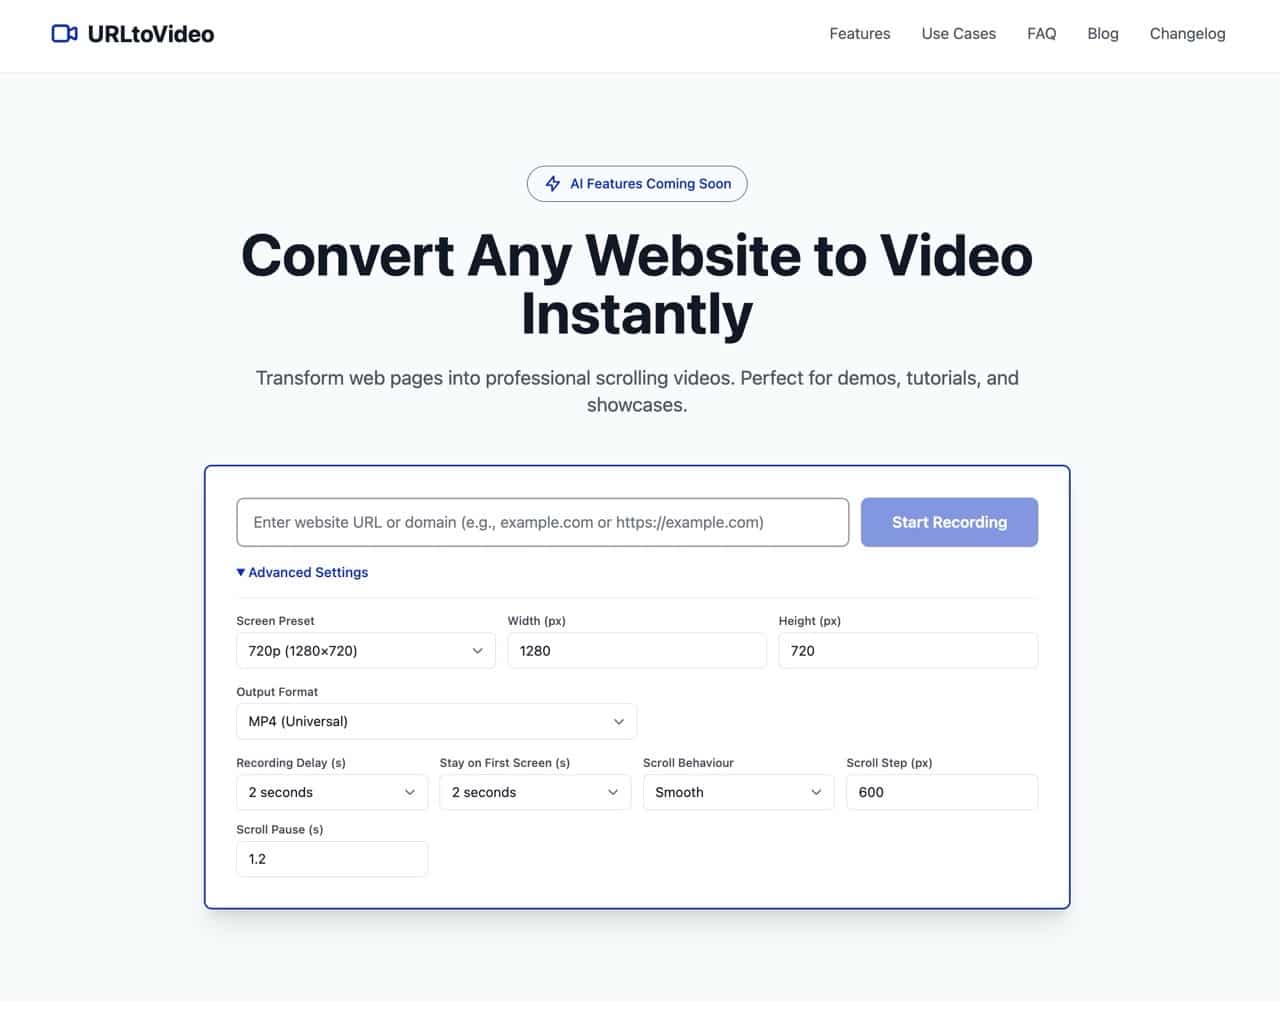 URLtoVideo
Features
Use Cases
FAQ
Blog
Changelog
AI Features Coming Soon
Convert Any Website to Video
Instantly
Transform web pages into professional scrolling videos. Perfect for demos, tutorials, and
showcases.
Enter website URL or domain (e.g., example.com or https://example.com)
Start Recording
▼ Advanced Settings
Screen Preset
Width (px)
Height (px)
720p (1280×720)
1280
720
Output Format
MP4 (Universal)
Recording Delay (s)
Stay on First Screen (s)
Scroll Behaviour
Scroll Step (px)
2 seconds
2 seconds
Smooth
600
Scroll Pause (s)
1.2